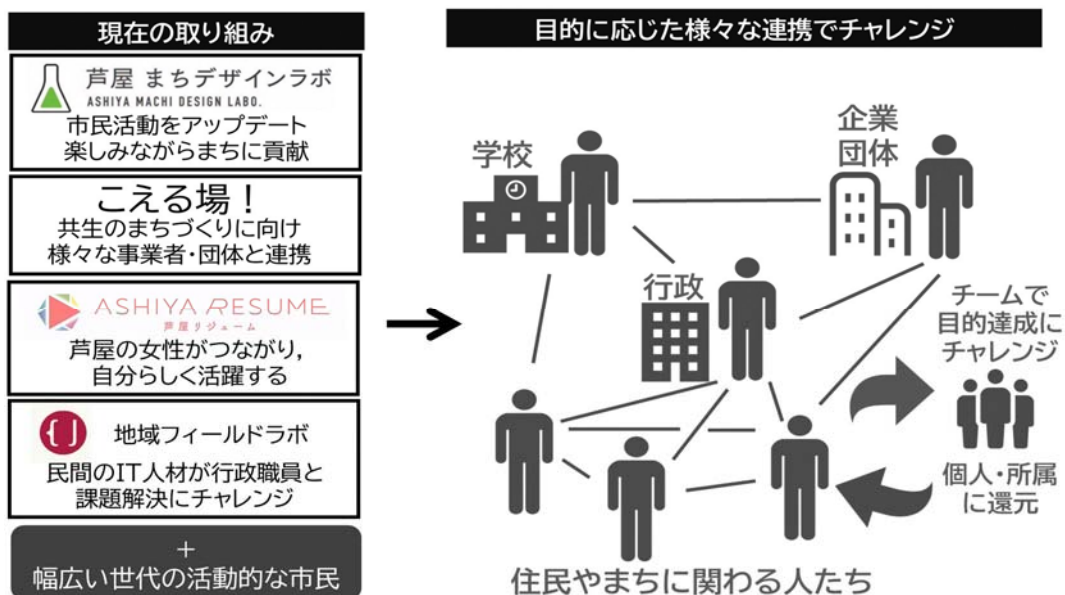 現在の取り組み
芦屋 まちデザインラボ
ASHIYA MACHI DESIGN LABO.
市民活動をアップデート
楽しみながらまちに貢献
こえる場!
共生のまちづくりに向け
様々な事業者・団体と連携
ASHIYA RESUME
芦屋リジューム
芦屋の女性がつながり,
自分らしく活躍する
{J
地域フィールドラボ
民間のIT人材が行政職員と
課題解決にチャレンジ
+
幅広い世代の活動的な市民
目的に応じた様々な連携でチャレンジ
学校
企業
団体
行政
チームで
目的達成に
チャレンジ
個人・所属
に還元
住民やまちに関わる人たち